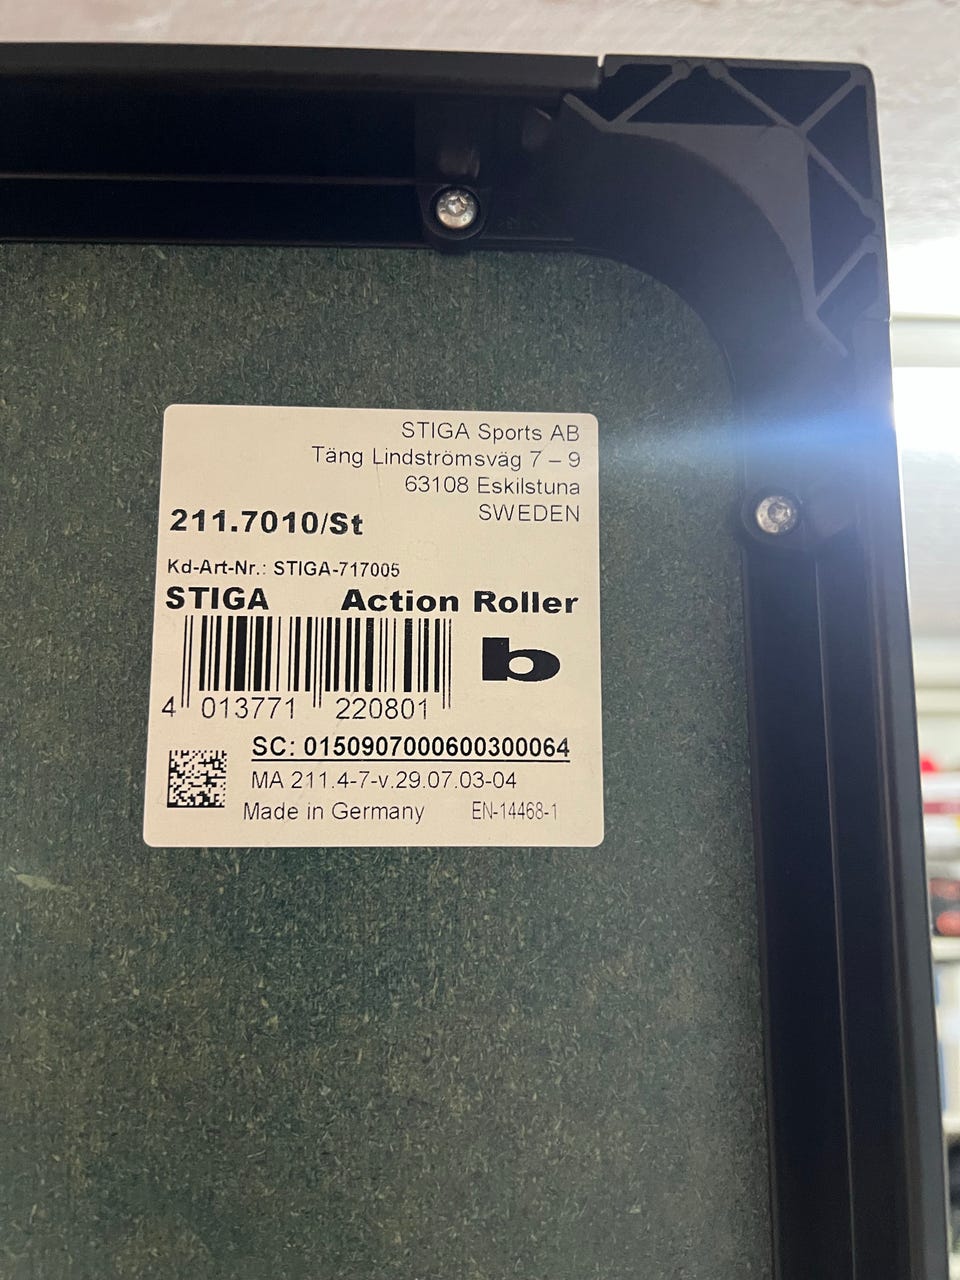 STIGA Sports AB
Täng Lindströmsväg 7 – 9
63108 Eskilstuna
SWEDEN
211.7010/St
Kd-Art-Nr.: STIGA-717005
STIGA Action Roller
b
4 013771 220801
SC: 0150907000600300064
MA 211.4-7-v.29.07.03-04
Made in Germany EN-14468-1